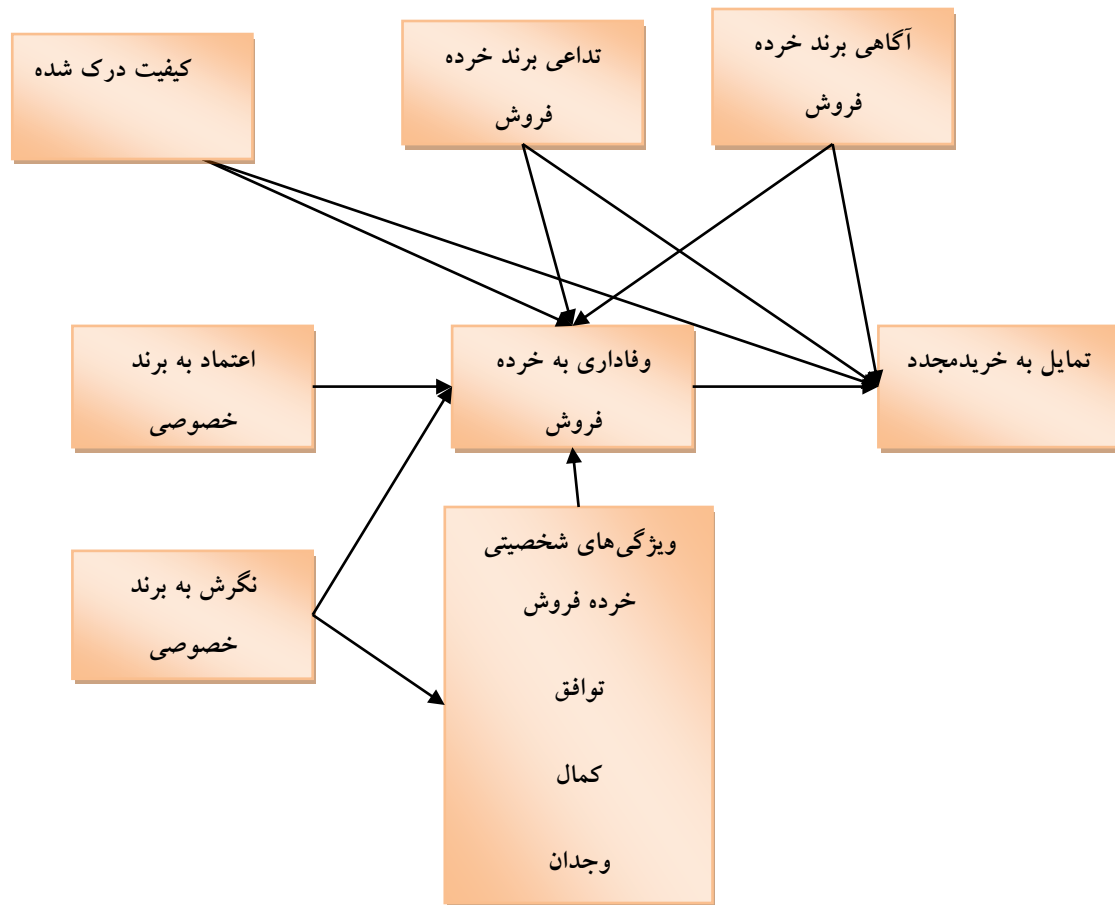 آگاهی برند خرده
فروش
تداعی برند خرده
فروش
کیفیت درک شده
تمایل به خریدمجدد
وفاداری به خرده
فروش
اعتماد به برند
خصوصی
ویژگی‌های شخصیتی
خرده فروش
توافق
کمال
وجدان
نگرش به برند
خصوصی